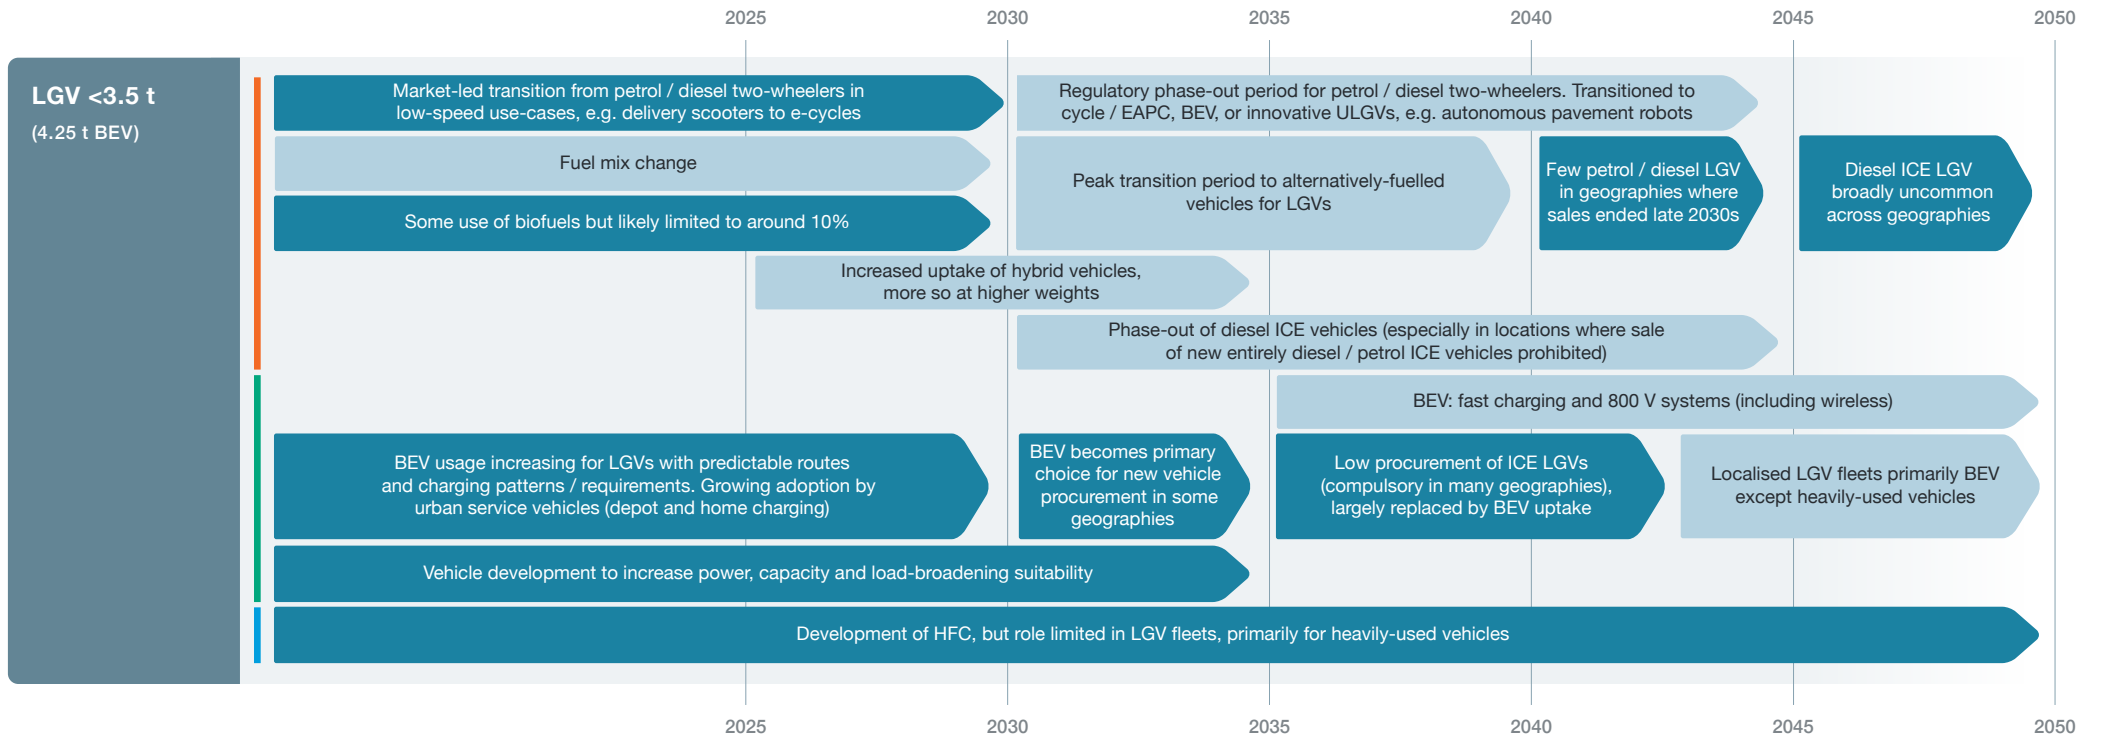 2025
2030
2035
2040
2045
2050
LGV <3.5 t
(4.25 t BEV)
Market-led transition from petrol / diesel two-wheelers in
low-speed use-cases, e.g. delivery scooters to e-cycles
Regulatory phase-out period for petrol / diesel two-wheelers. Transitioned to
cycle / EAPC, BEV, or innovative ULGVs, e.g. autonomous pavement robots
Fuel mix change
Some use of biofuels but likely limited to around 10%
Peak transition period to alternatively-fuelled
vehicles for LGVs
Few petrol / diesel LGV
in geographies where
sales ended late 2030s
Diesel ICE LGV
broadly uncommon
across geographies
Increased uptake of hybrid vehicles,
more so at higher weights
Phase-out of diesel ICE vehicles (especially in locations where sale
of new entirely diesel / petrol ICE vehicles prohibited)
BEV: fast charging and 800 V systems (including wireless)
BEV usage increasing for LGVs with predictable routes
and charging patterns / requirements. Growing adoption by
urban service vehicles (depot and home charging)
BEV becomes primary
choice for new vehicle
procurement in some
geographies
Low procurement of ICE LGVs
(compulsory in many geographies),
largely replaced by BEV uptake
Localised LGV fleets primarily BEV
except heavily-used vehicles
Vehicle development to increase power, capacity and load-broadening suitability
Development of HFC, but role limited in LGV fleets, primarily for heavily-used vehicles
2025
2030
2035
2040
2045
2050